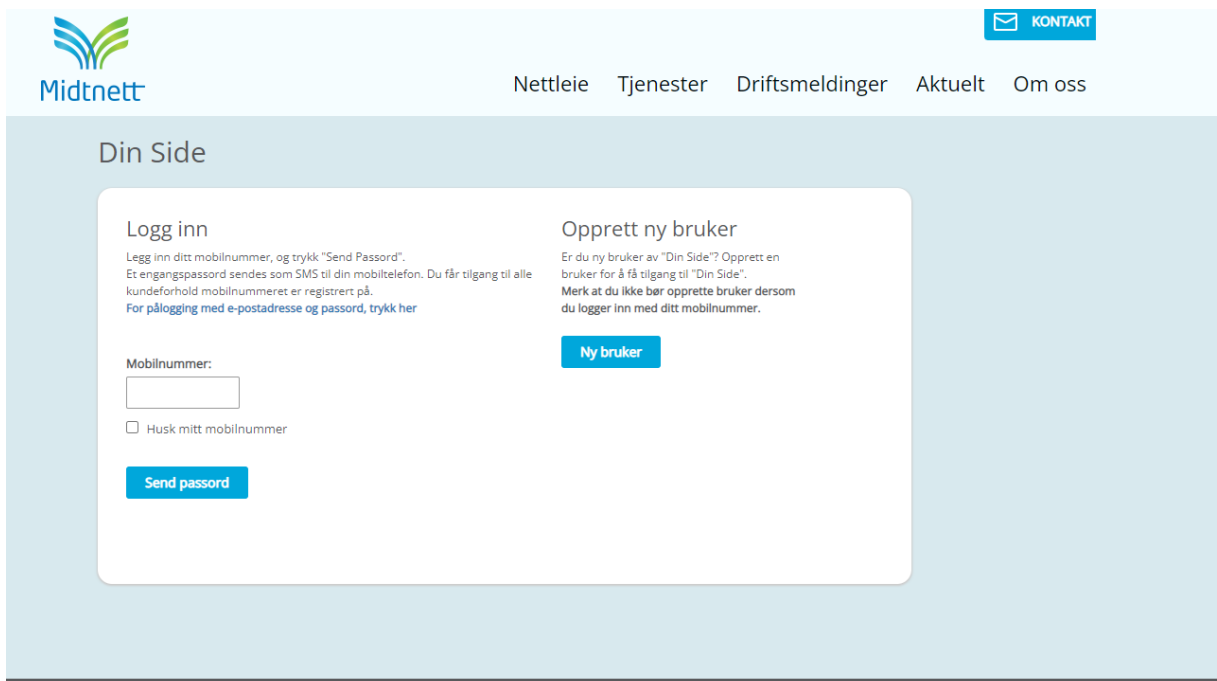 KONTAKT
Midtnett
Nettleie Tjenester Driftsmeldinger Aktuelt Om oss
Din Side
Logg inn
Legg inn ditt mobilnummer, og trykk "Send Passord".
Et engangspassord sendes som SMS til din mobiltelefon. Du får tilgang til alle
kundeforhold mobilnummeret er registrert på.
For pålogging med e-postadresse og passord, trykk her
Mobilnummer:
Husk mitt mobilnummer
Send passord
Opprett ny bruker
Er du ny bruker av "Din Side"? Opprett en
bruker for å få tilgang til "Din Side".
Merk at du ikke bør opprette bruker dersom
du logger inn med ditt mobilnummer.
Ny bruker